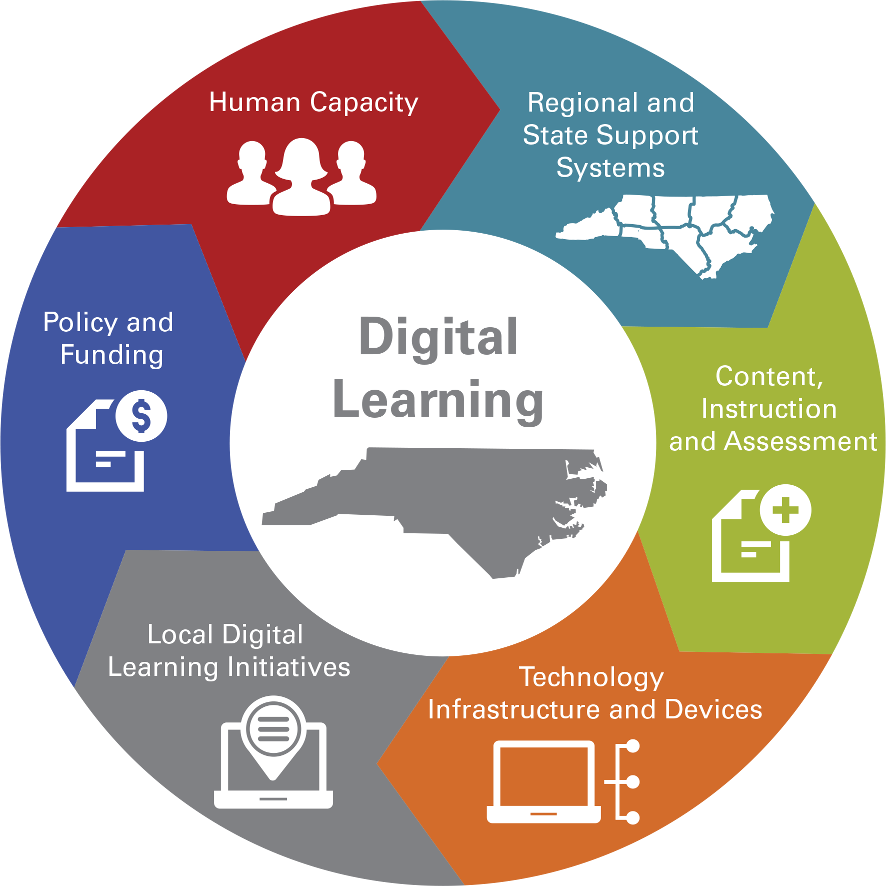 Human Capacity
Regional and
State Support
Systems
Policy and
Funding
$
Digital
Learning
Content,
Instruction
and Assessment
Local Digital
Learning Initiatives
Technology
Infrastructure and Devices